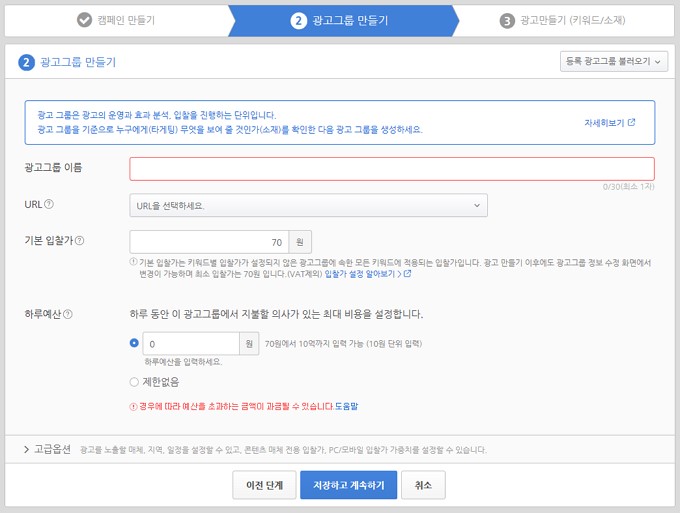 캠페인 만들기
2 광고그룹 만들기
3 광고만들기 (키워드/소재)
2 광고그룹 만들기
등록 광고그룹 불러오기
광고 그룹은 광고의 운영과 효과 분석, 입찰을 진행하는 단위입니다.
광고 그룹을 기준으로 누구에게(타게팅) 무엇을 보여 줄 것인가(소재)를 확인한 다음 광고 그룹을 생성하세요.
자세히보기
광고그룹 이름
0/30(최소 1자)
URL ?
URL을 선택하세요.
기본 입찰가 ?
70 원
기본 입찰가는 키워드별 입찰가가 설정되지 않은 광고그룹에 속한 모든 키워드에 적용되는 입찰가입니다. 광고 만들기 이후에도 광고그룹 정보 수정 화면에서
변경이 가능하며 최소 입찰가는 70원 입니다.(VAT제외) 입찰가 설정 알아보기 >
하루예산 ?
하루 동안 이 광고그룹에서 지불할 의사가 있는 최대 비용을 설정합니다.
0 원 70원에서 10억까지 입력 가능 (10원 단위 입력)
하루예산을 입력하세요.
제한없음
경우에 따라 예산을 초과하는 금액이 과금될 수 있습니다.도움말
고급옵션 광고를 노출할 매체, 지역, 일정을 설정할 수 있고, 콘텐츠 매체 전용 입찰가, PC/모바일 입찰가 가중치를 설정할 수 있습니다.
이전 단계
저장하고 계속하기
취소